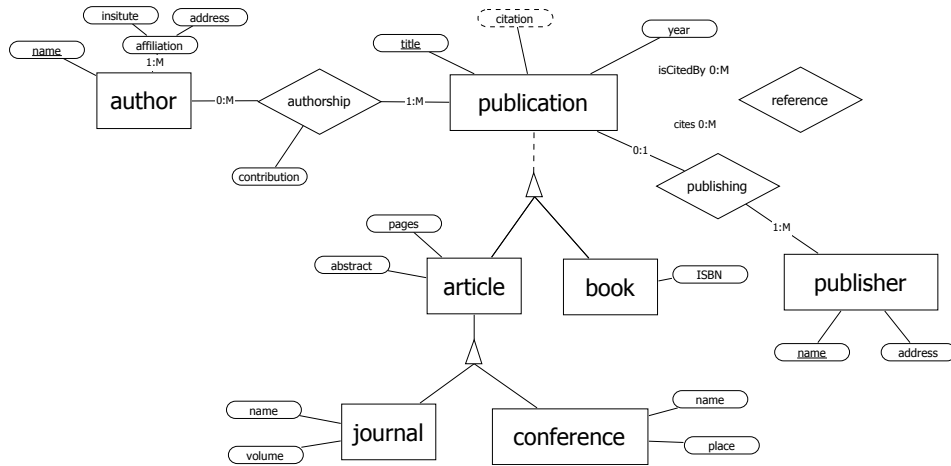 insitute
address
citation
name
affiliation
title
year
1:M
isCitedBy 0:M
author
0:M
authorship
1:M
publication
reference
cites 0:M
0:1
contribution
publishing
pages
1:M
abstract
article
book
ISBN
publisher
name
address
name
name
journal
conference
volume
place